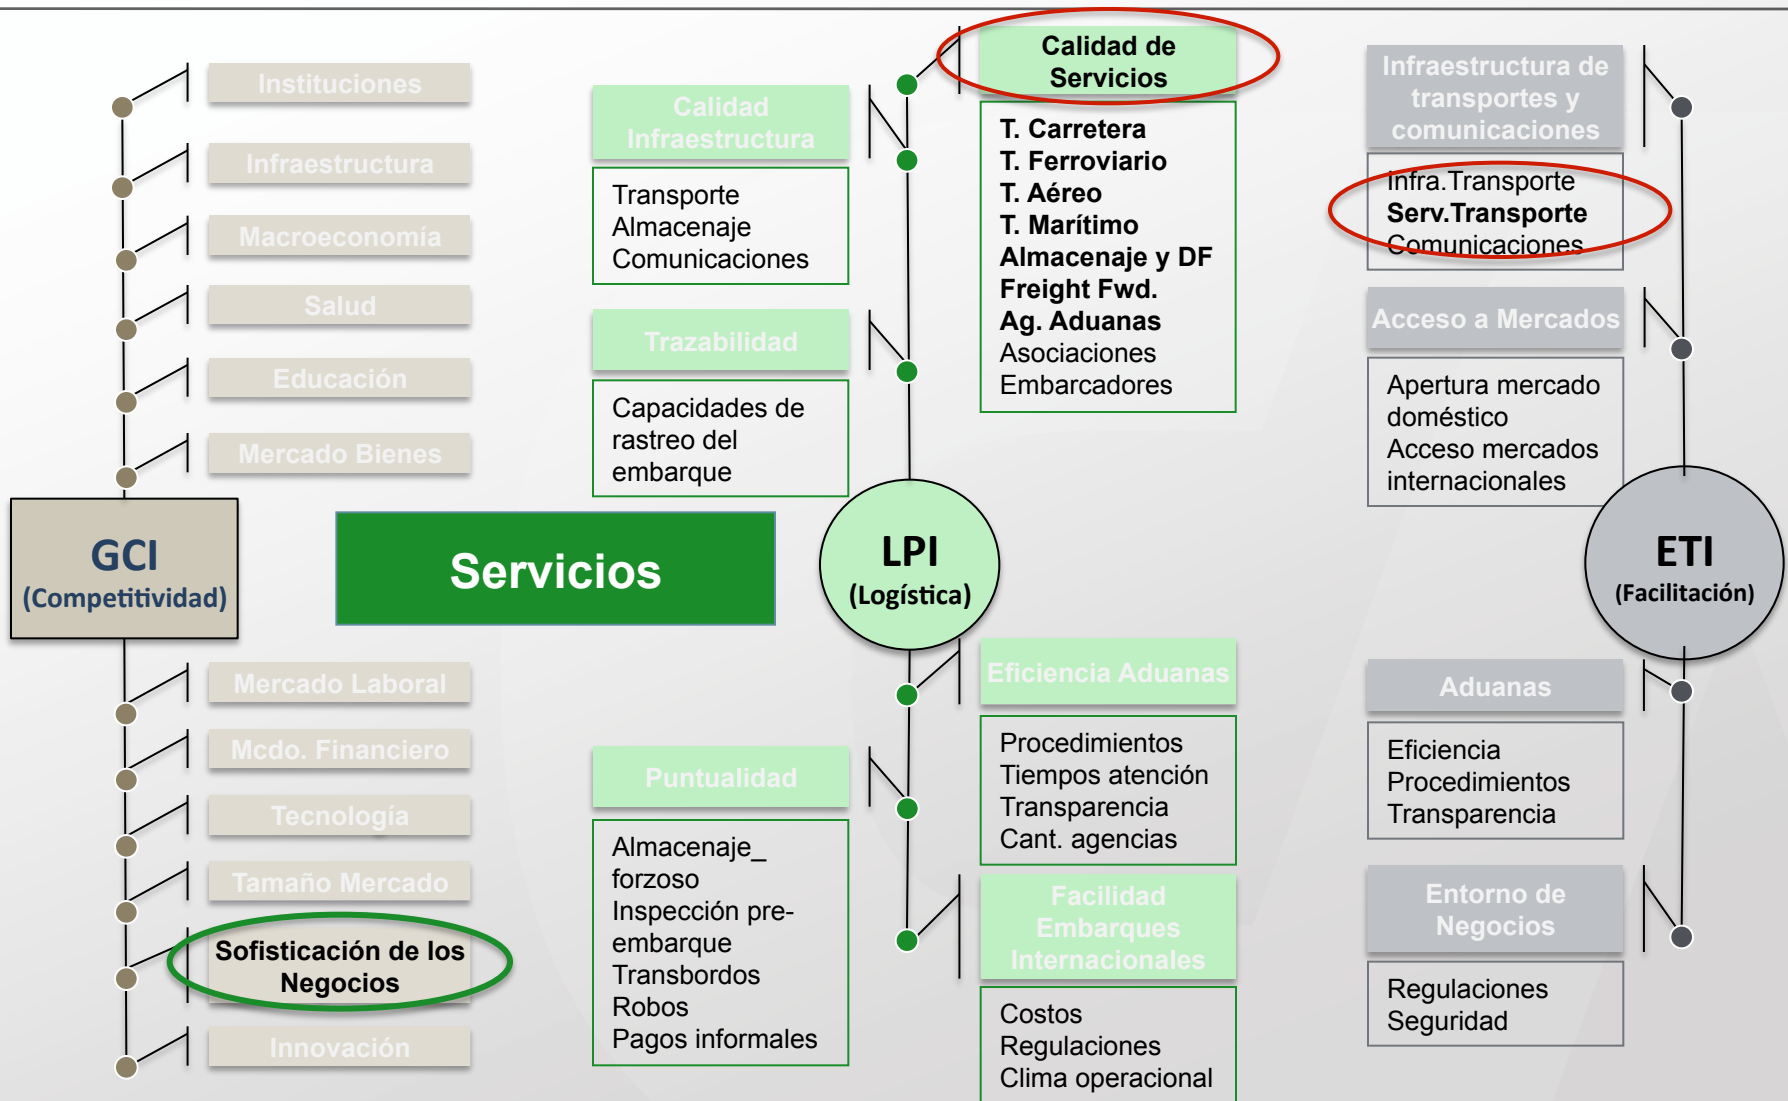 Instituciones
Infraestructura
Macroeconomía
Salud
Educación
Mercado Bienes
GCI
(Competitividad)
Mercado Laboral
Mcdo. Financiero
Tecnología
Tamaño Mercado
Sofisticación de los
Negocios
Innovación
Servicios
Calidad
Infraestructura
Transporte
Almacenaje
Comunicaciones
Trazabilidad
Capacidades de
rastreo del
embarque
Puntualidad
Almacenaje_
forzoso
Inspección pre-
embarque
Transbordos
Robos
Pagos informales
LPI
(Logística)
Calidad de
Servicios
T. Carretera
T. Ferroviario
T. Aéreo
T. Marítimo
Almacenaje y DF
Freight Fwd.
Ag. Aduanas
Asociaciones
Embarcadores
Eficiencia Aduanas
Procedimientos
Tiempos atención
Transparencia
Cant. agencias
Facilidad
Embarques
Internacionales
Costos
Regulaciones
Clima operacional
Infraestructura de
transportes y
comunicaciones
Infra.Transporte
Serv.Transporte
Comunicaciones
Acceso a Mercados
Apertura mercado
doméstico
Acceso mercados
internacionales
ETI
(Facilitación)
Aduanas
Eficiencia
Procedimientos
Transparencia
Entorno de
Negocios
Regulaciones
Seguridad